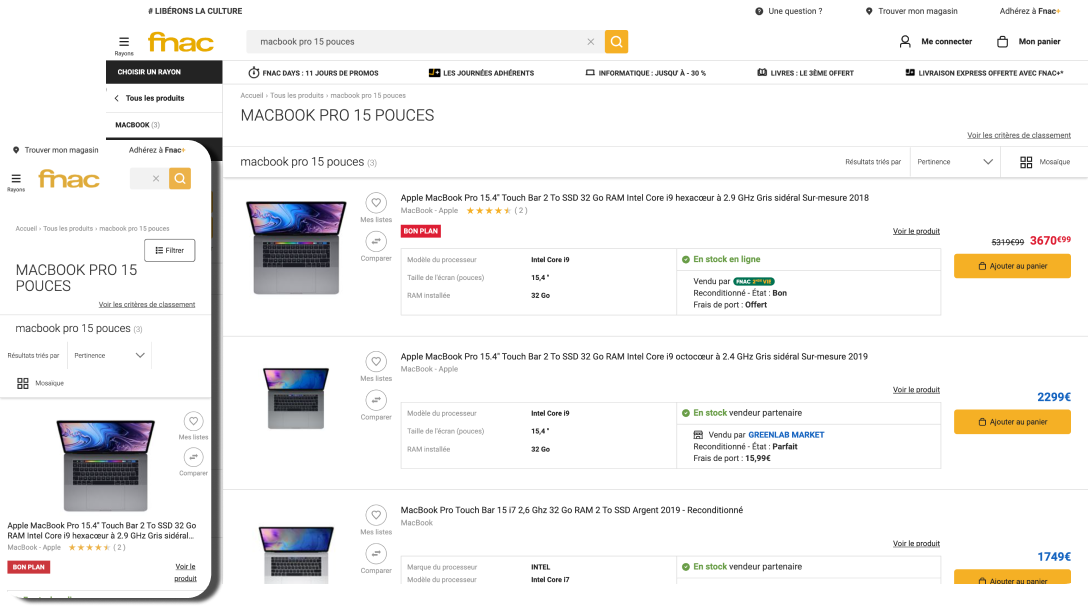 # LIBÉRONS LA CULTURE
Une question ?
Trouver mon magasin
Adhérez à Fnac+
Rayons
fnac
macbook pro 15 pouces
Me connecter
Mon panier
CHOISIR UN RAYON
FNAC DAYS : 11 JOURS DE PROMOS
LES JOURNÉES ADHÉRENTS
INFORMATIQUE : JUSQU' À - 30 %
LIVRES : LE 3ÈME OFFERT
LIVRAISON EXPRESS OFFERTE AVEC FNAC+*
Tous les produits
MACBOOK (3)
Accueil › Tous les produits › macbook pro 15 pouces
MACBOOK PRO 15 POUCES
Voir les critères de classement
macbook pro 15 pouces (3)
Résultats triés par
Pertinence
Mosaïque
Apple MacBook Pro 15.4" Touch Bar 2 To SSD 32 Go RAM Intel Core i9 hexacœur à 2.9 GHz Gris sidéral Sur-mesure 2018
MacBook - Apple ( 2 )
Mes listes
Comparer
BON PLAN
Voir le produit
5319€99 3670€99
Ajouter au panier
Modèle du processeur Intel Core i9
Taille de l'écran (pouces) 15,4 "
RAM installée 32 Go
En stock en ligne
Vendu par FNAC 2ME VIE
Reconditionné - État : Bon
Frais de port : Offert
Apple MacBook Pro 15.4" Touch Bar 2 To SSD 32 Go RAM Intel Core i9 octocœur à 2.4 GHz Gris sidéral Sur-mesure 2019
MacBook - Apple
Mes listes
Comparer
Voir le produit
2299€
Ajouter au panier
Modèle du processeur Intel Core i9
Taille de l'écran (pouces) 15,4 "
RAM installée 32 Go
En stock vendeur partenaire
Vendu par GREENLAB MARKET
Reconditionné - État : Parfait
Frais de port : 15,99€
MacBook Pro Touch Bar 15 i7 2,6 Ghz 32 Go RAM 2 To SSD Argent 2019 - Reconditionné
MacBook
Mes listes
Comparer
Voir le produit
1749€
Ajouter au panier
Marque du processeur INTEL
Modèle du processeur Intel Core i7
En stock vendeur partenaire
Trouver mon magasin
Adhérez à Fnac+
Rayons
fnac
Accueil › Tous les produits › macbook pro 15 pouces
Filtrer
MACBOOK PRO 15
POUCES
Voir les critères de classement
macbook pro 15 pouces (3)
Résultats triés par
Pertinence
Mosaïque
Mes listes
Comparer
Apple MacBook Pro 15.4" Touch Bar 2 To SSD 32 Go
RAM Intel Core i9 hexacœur à 2.9 GHz Gris sidéral...
MacBook - Apple ( 2 )
BON PLAN
Voir le
produit